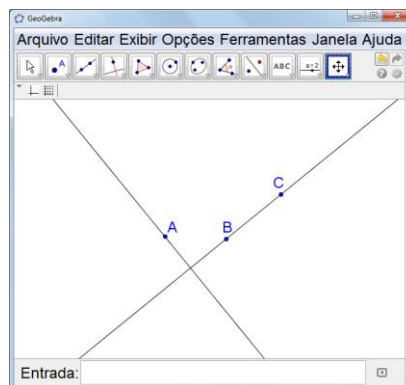 GeoGebra
Arquivo Editar Exibir Opções Ferramentas Janela Ajuda
A ABC a=2
C
A B
Entrada: